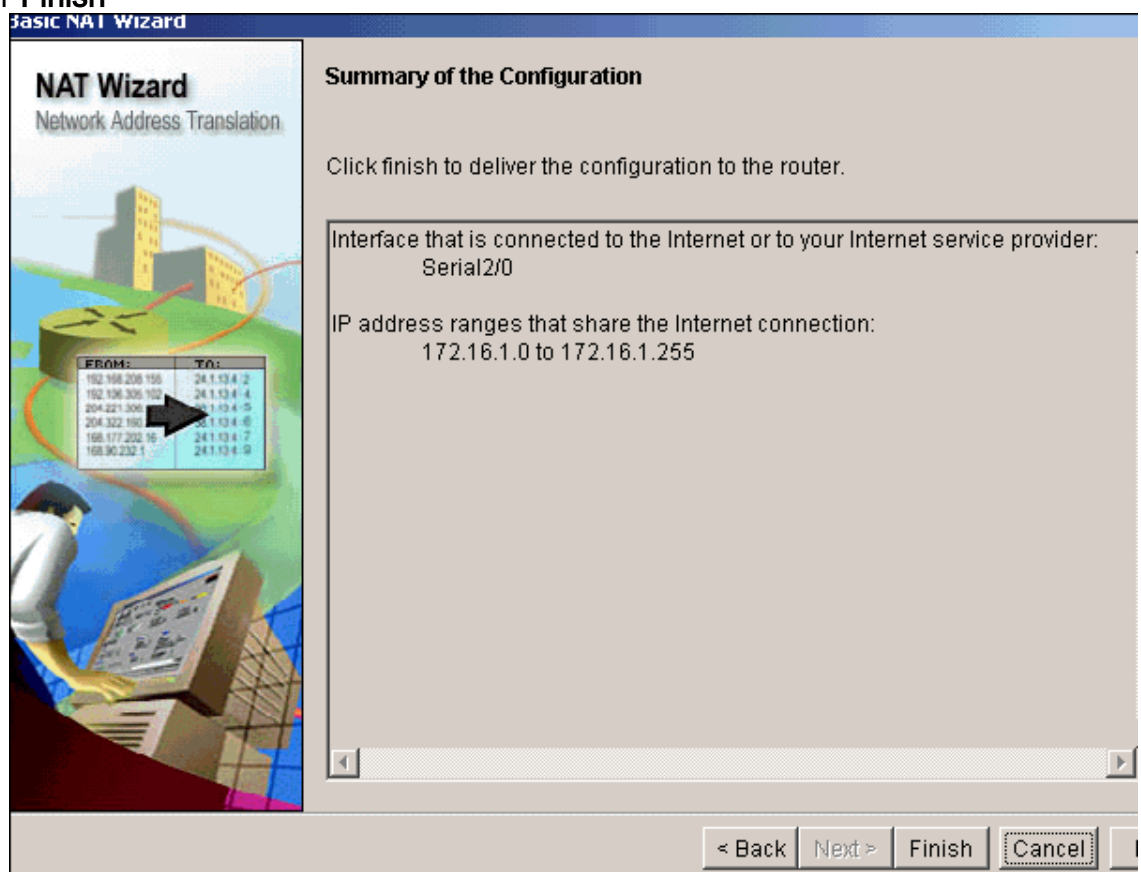 Finish
Basic NAT Wizard
NAT Wizard
Network Address Translation
FROM: TO:
Summary of the Configuration
Click finish to deliver the configuration to the router.
Interface that is connected to the Internet or to your Internet service provider:
Serial2/0
IP address ranges that share the Internet connection:
172.16.1.0 to 172.16.1.255
< Back Next > Finish Cancel